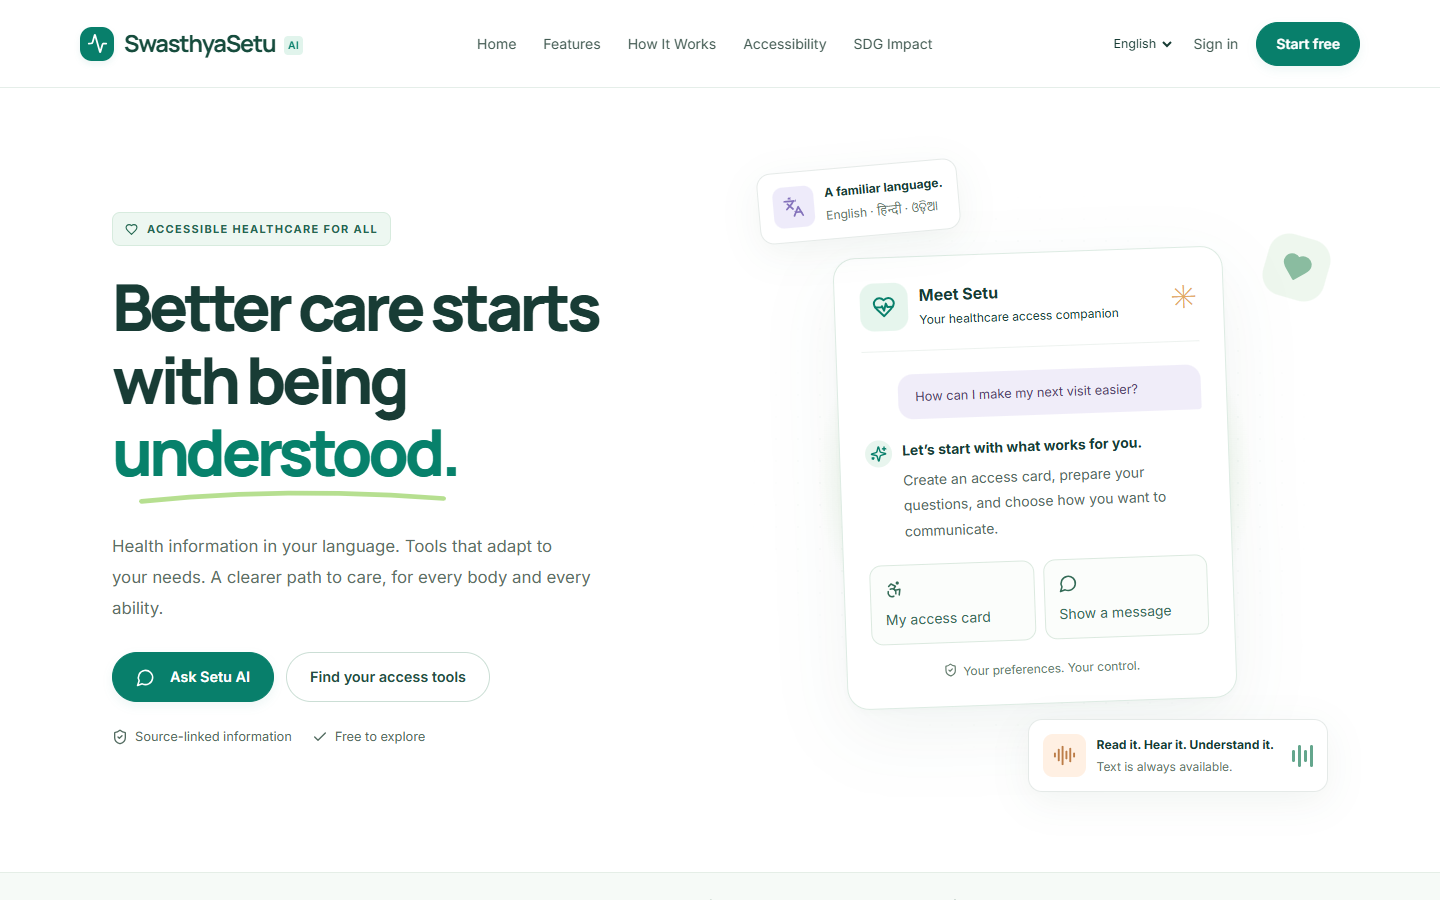 SwasthyaSetu AI
Home Features How It Works Accessibility SDG Impact
English Sign in Start free
ACCESSIBLE HEALTHCARE FOR ALL
Better care starts
with being
understood.
Health information in your language. Tools that adapt to
your needs. A clearer path to care, for every body and every
ability.
Ask Setu AI Find your access tools
Source-linked information Free to explore
A familiar language.
English · हिन्दी · ଓଡ଼ିଆ
Meet Setu
Your healthcare access companion
How can I make my next visit easier?
Let’s start with what works for you.
Create an access card, prepare your
questions, and choose how you want to
communicate.
My access card Show a message
Your preferences. Your control.
Read it. Hear it. Understand it.
Text is always available.